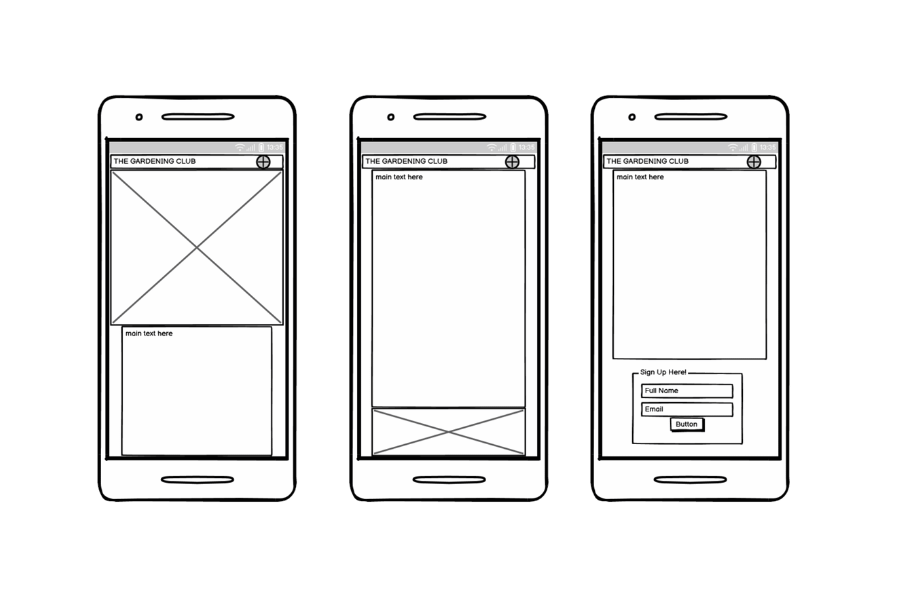 13:35
THE GARDENING CLUB
main text here
13:35
THE GARDENING CLUB
main text here
13:35
THE GARDENING CLUB
main text here
Sign Up Here!
Full Name
Email
Button